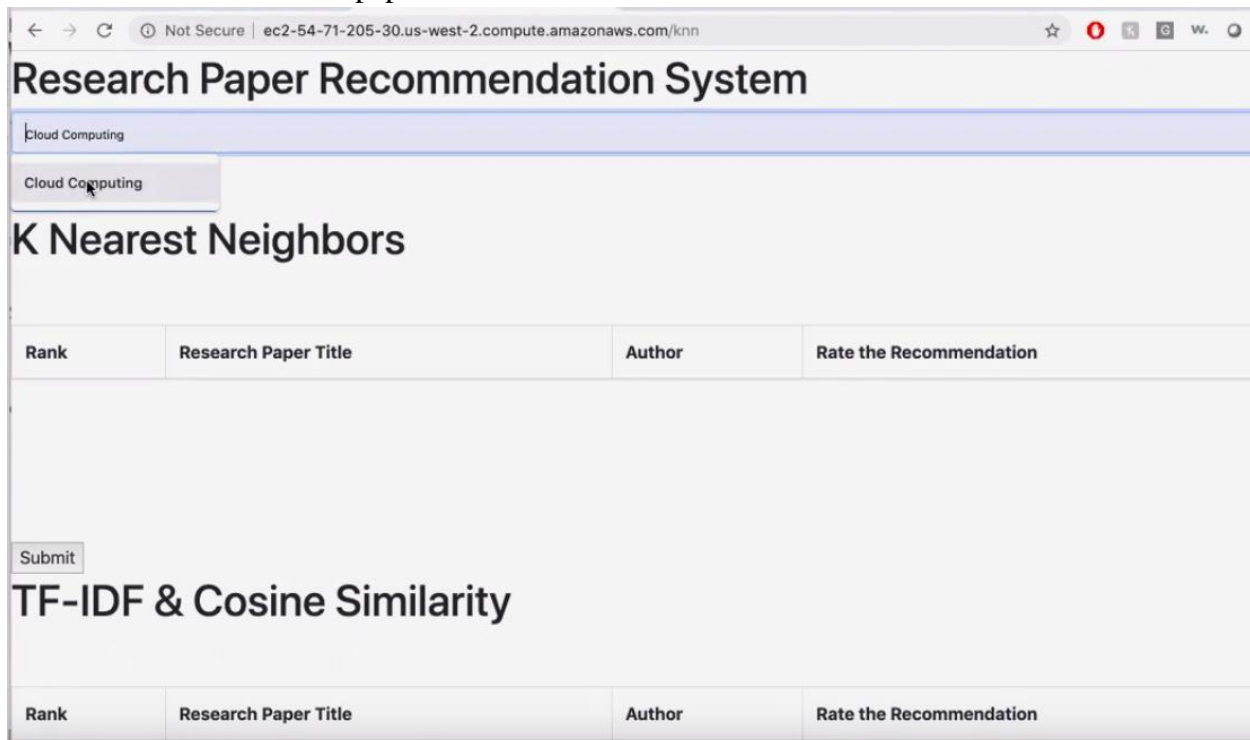 Not Secure | ec2-54-71-205-30.us-west-2.compute.amazonaws.com/knn
Research Paper Recommendation System
Cloud Computing
Cloud Computing
K Nearest Neighbors
Rank Research Paper Title Author Rate the Recommendation
Submit
TF-IDF & Cosine Similarity
Rank Research Paper Title Author Rate the Recommendation